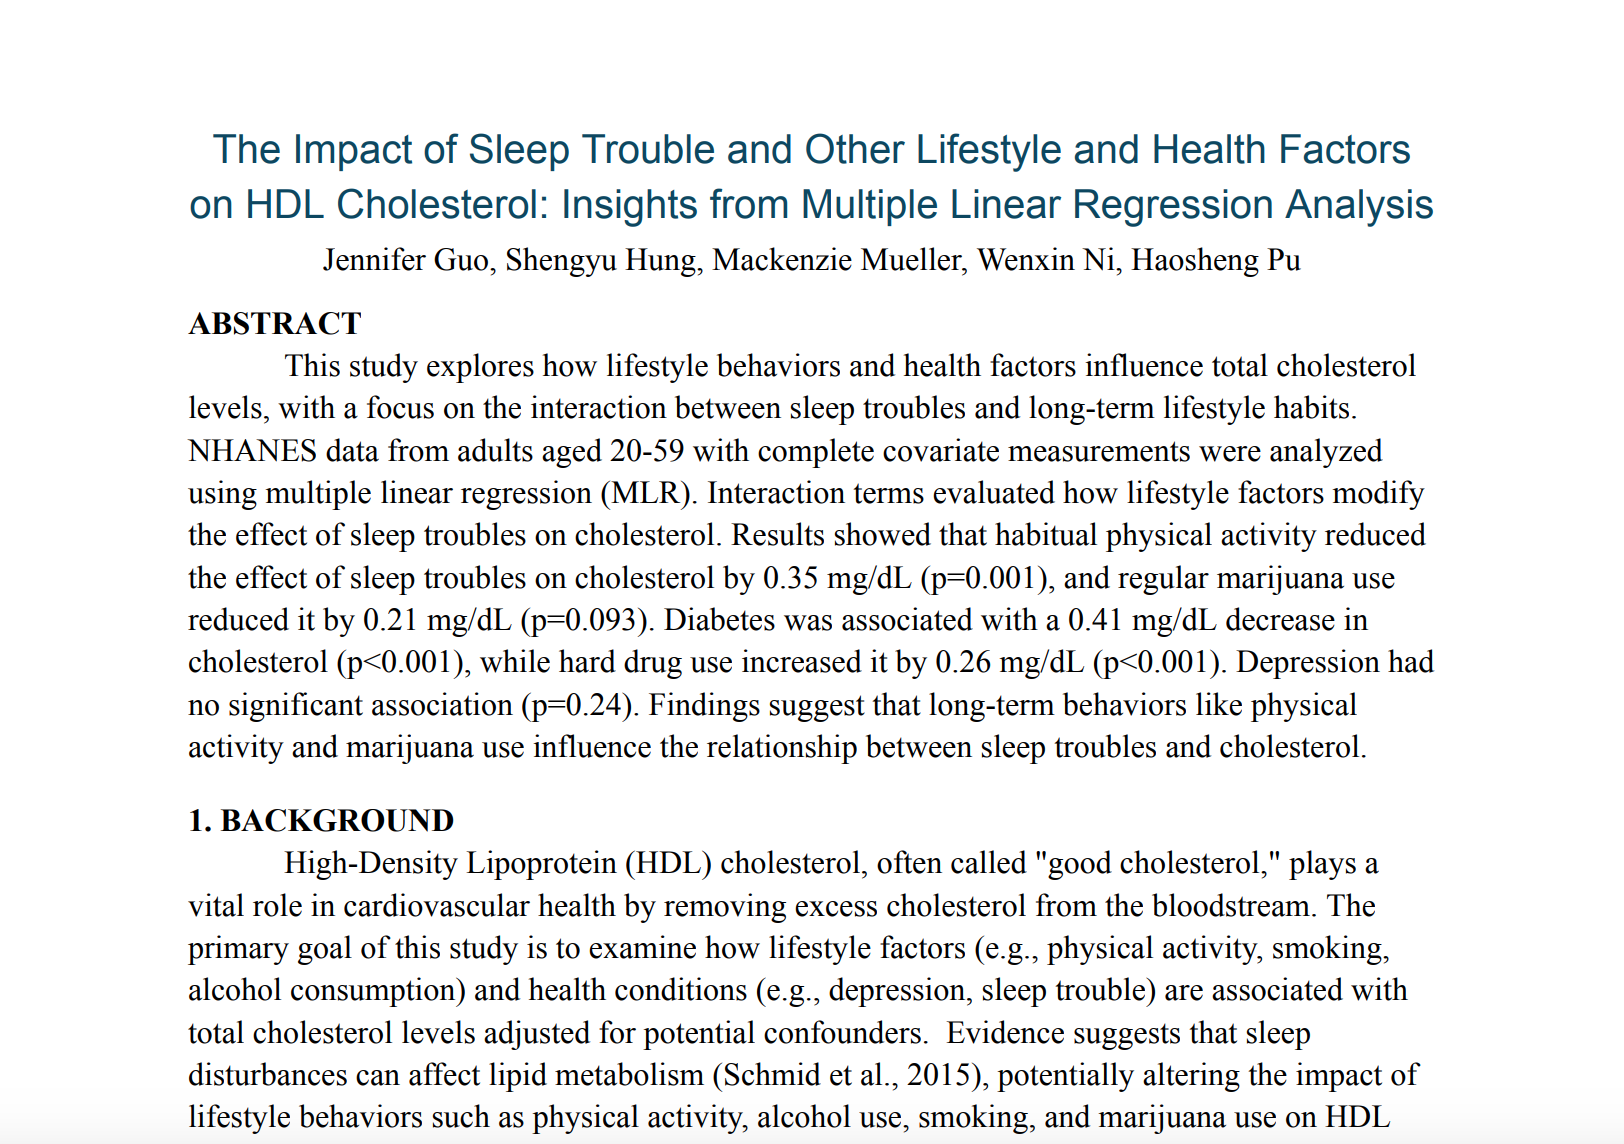 The Impact of Sleep Trouble and Other Lifestyle and Health Factors
on HDL Cholesterol: Insights from Multiple Linear Regression Analysis
Jennifer Guo, Shengyu Hung, Mackenzie Mueller, Wenxin Ni, Haosheng Pu
ABSTRACT
This study explores how lifestyle behaviors and health factors influence total cholesterol
levels, with a focus on the interaction between sleep troubles and long-term lifestyle habits.
NHANES data from adults aged 20-59 with complete covariate measurements were analyzed
using multiple linear regression (MLR). Interaction terms evaluated how lifestyle factors modify
the effect of sleep troubles on cholesterol. Results showed that habitual physical activity reduced
the effect of sleep troubles on cholesterol by 0.35 mg/dL (p=0.001), and regular marijuana use
reduced it by 0.21 mg/dL (p=0.093). Diabetes was associated with a 0.41 mg/dL decrease in
cholesterol (p<0.001), while hard drug use increased it by 0.26 mg/dL (p<0.001). Depression had
no significant association (p=0.24). Findings suggest that long-term behaviors like physical
activity and marijuana use influence the relationship between sleep troubles and cholesterol.
1. BACKGROUND
High-Density Lipoprotein (HDL) cholesterol, often called "good cholesterol," plays a
vital role in cardiovascular health by removing excess cholesterol from the bloodstream. The
primary goal of this study is to examine how lifestyle factors (e.g., physical activity, smoking,
alcohol consumption) and health conditions (e.g., depression, sleep trouble) are associated with
total cholesterol levels adjusted for potential confounders.  Evidence suggests that sleep
disturbances can affect lipid metabolism (Schmid et al., 2015), potentially altering the impact of
lifestyle behaviors such as physical activity, alcohol use, smoking, and marijuana use on HDL